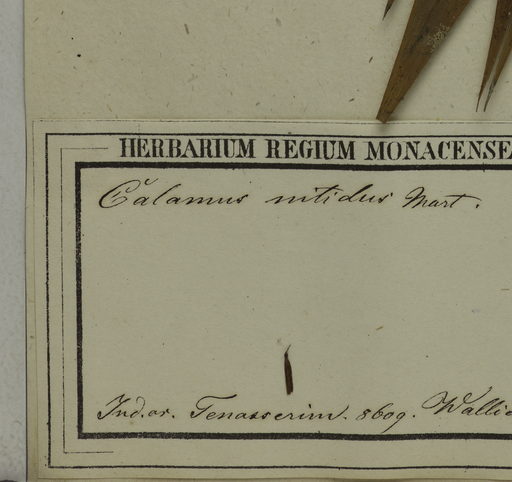 HERBARIUM REGIUM MONACENSE
Calamus nitidus Mart.
Ind. or. Tenasserim. 8609. Wallic